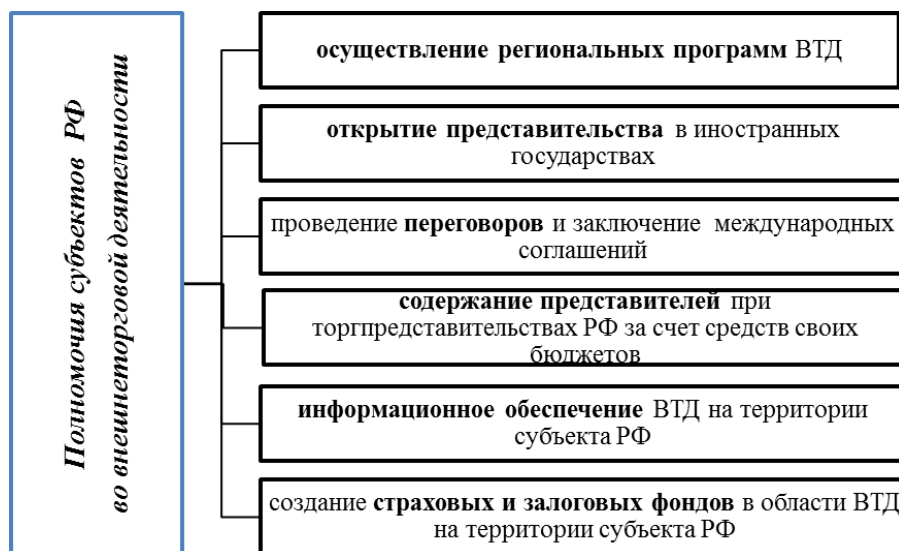 Полномочия субъектов РФ
во внешнеторговой деятельности
осуществление региональных программ ВТД
открытие представительства в иностранных
государствах
проведение переговоров и заключение международных
соглашений
содержание представителей при
торгпредставительствах РФ за счет средств своих
бюджетов
информационное обеспечение ВТД на территории
субъекта РФ
создание страховых и залоговых фондов в области ВТД
на территории субъекта РФ